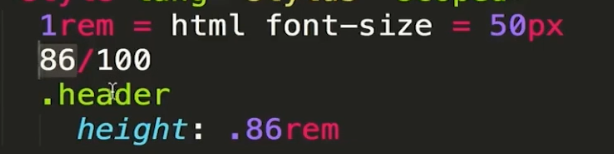 1rem = html font-size = 50px
86/100
.header
height: .86rem